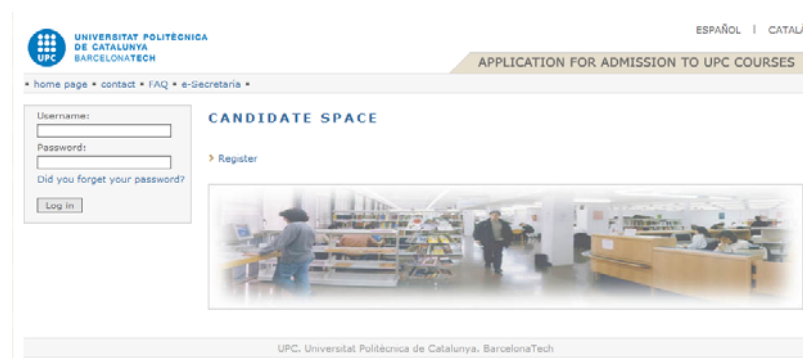 UNIVERSITAT POLITÈCNICA
DE CATALUNYA
BARCELONATECH
UPC
ESPAÑOL | CATALÀ
APPLICATION FOR ADMISSION TO UPC COURSES
▪ home page ▪ contact ▪ FAQ ▪ e-Secretaria ▪
Username:
Password:
Did you forget your password?
Log in
CANDIDATE SPACE
> Register
UPC. Universitat Politècnica de Catalunya. BarcelonaTech